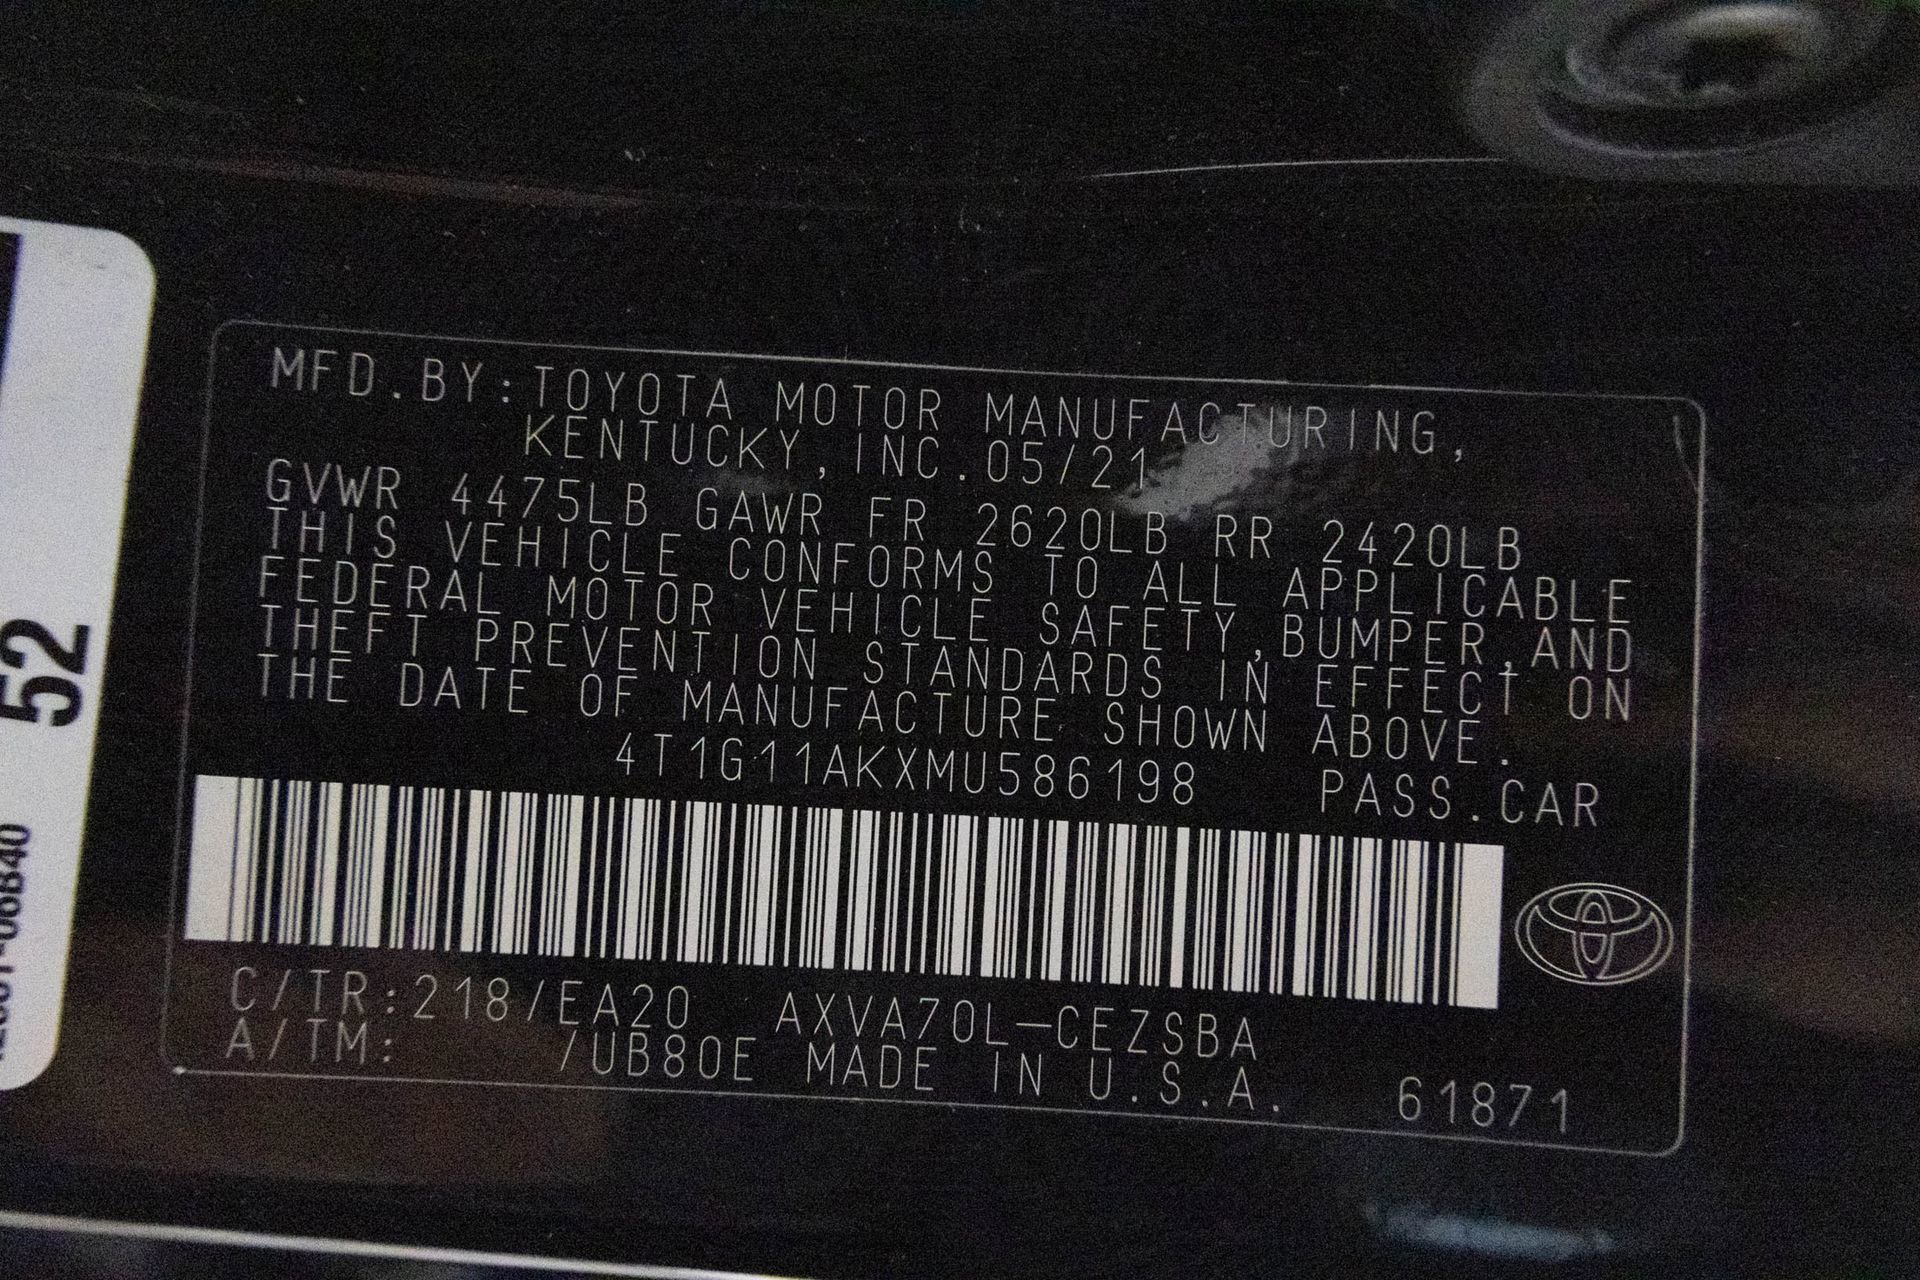 MFD.BY:TOYOTA MOTOR MANUFACTURING,
KENTUCKY,INC.05/21
GVWR 4475LB GAWR FR 2620LB RR 2420LB
THIS VEHICLE CONFORMS TO ALL APPLICABLE
FEDERAL MOTOR VEHICLE SAFETY,BUMPER,AND
THEFT PREVENTION STANDARDS IN EFFECT ON
THE DATE OF MANUFACTURE SHOWN ABOVE.
4T1G11AKXMU586198 PASS.CAR
C/TR:218/EA20 AXVA70L-CEZSBA
A/TM: /UB80E MADE IN U.S.A. 61871
52